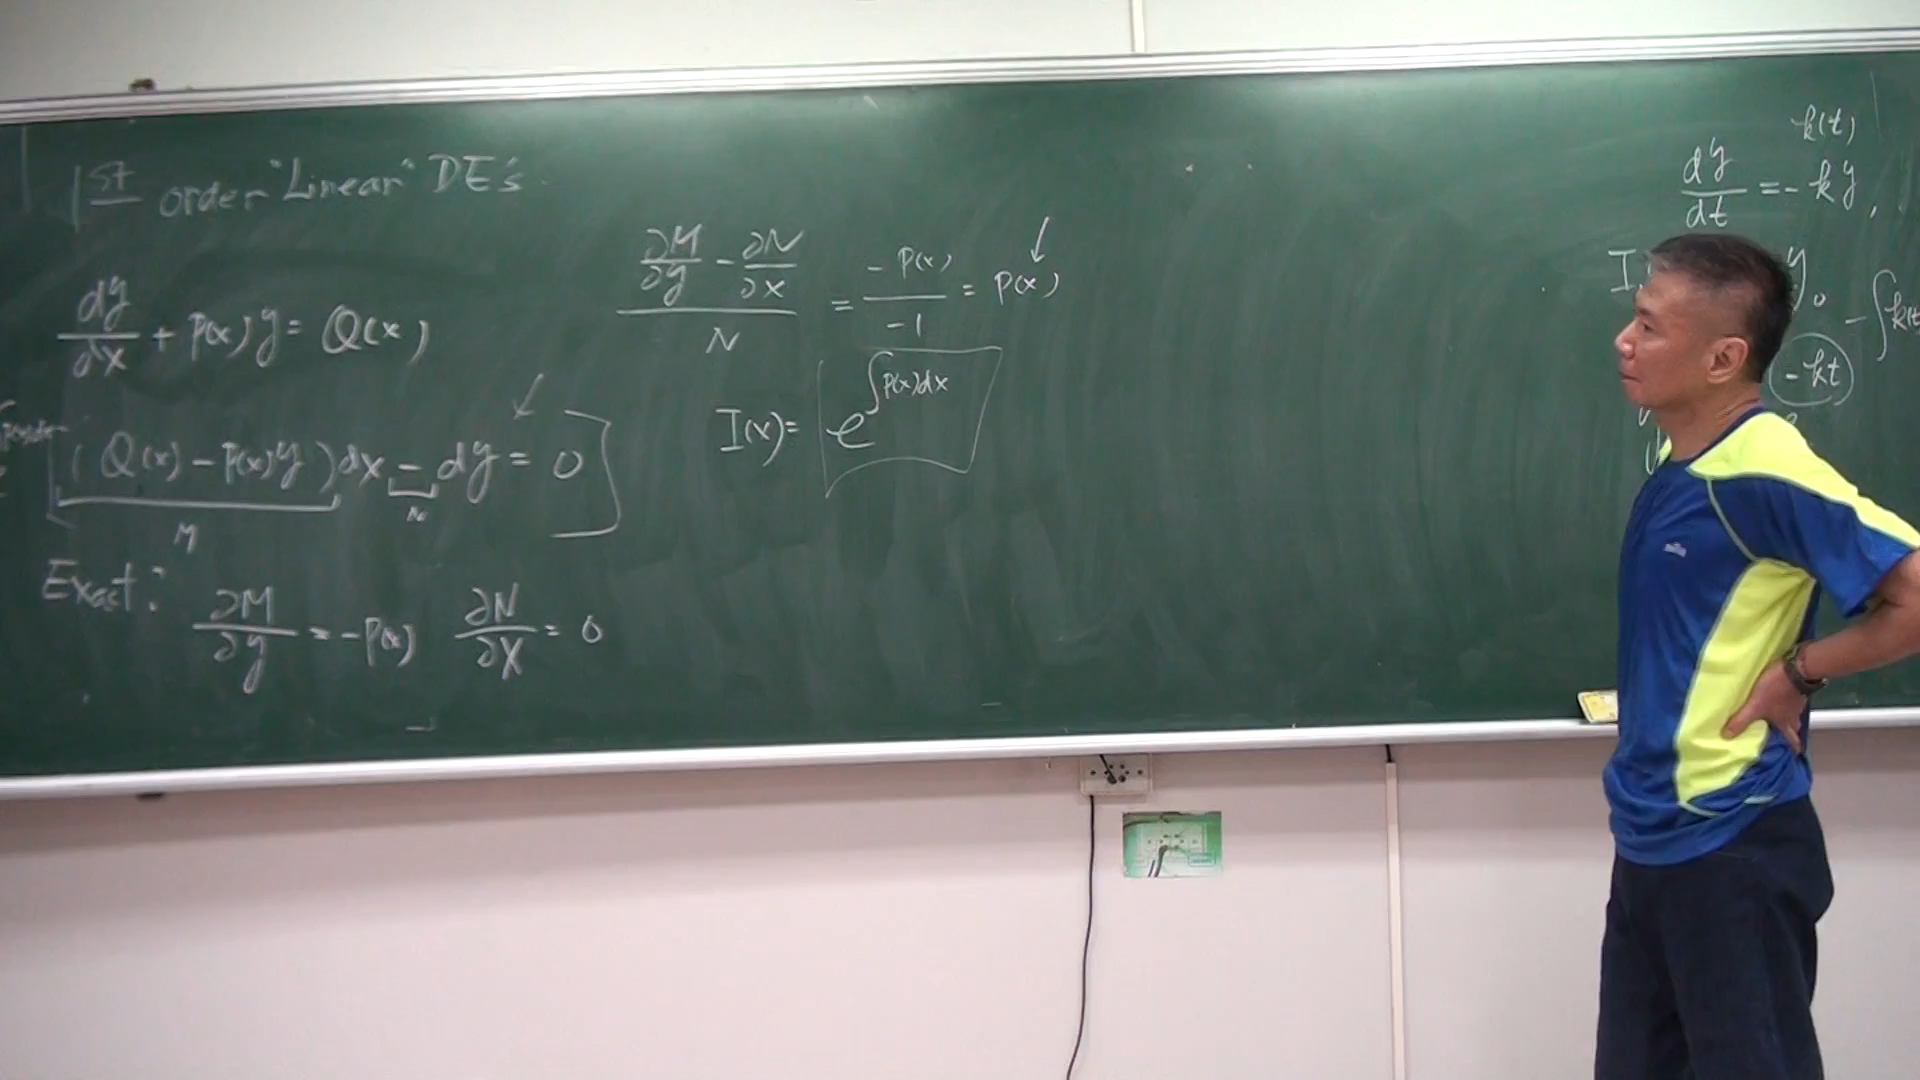 1st order "Linear" DE's.
dy/dx + P(x)y = Q(x)
[(Q(x) - P(x)y)dx - dy = 0]
M
N
Exact: ∂M/∂y = -P(x) ∂N/∂x = 0
(∂M/∂y - ∂N/∂x)/N = -P(x)/-1 = P(x)
I(x) = e^∫P(x)dx
k(t)
dy/dt = -ky,
-kt